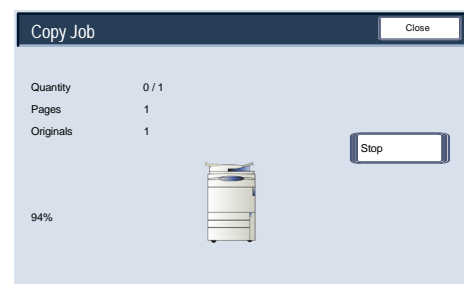 Copy Job
Close
Quantity 0 / 1
Pages 1
Originals 1
Stop
94%